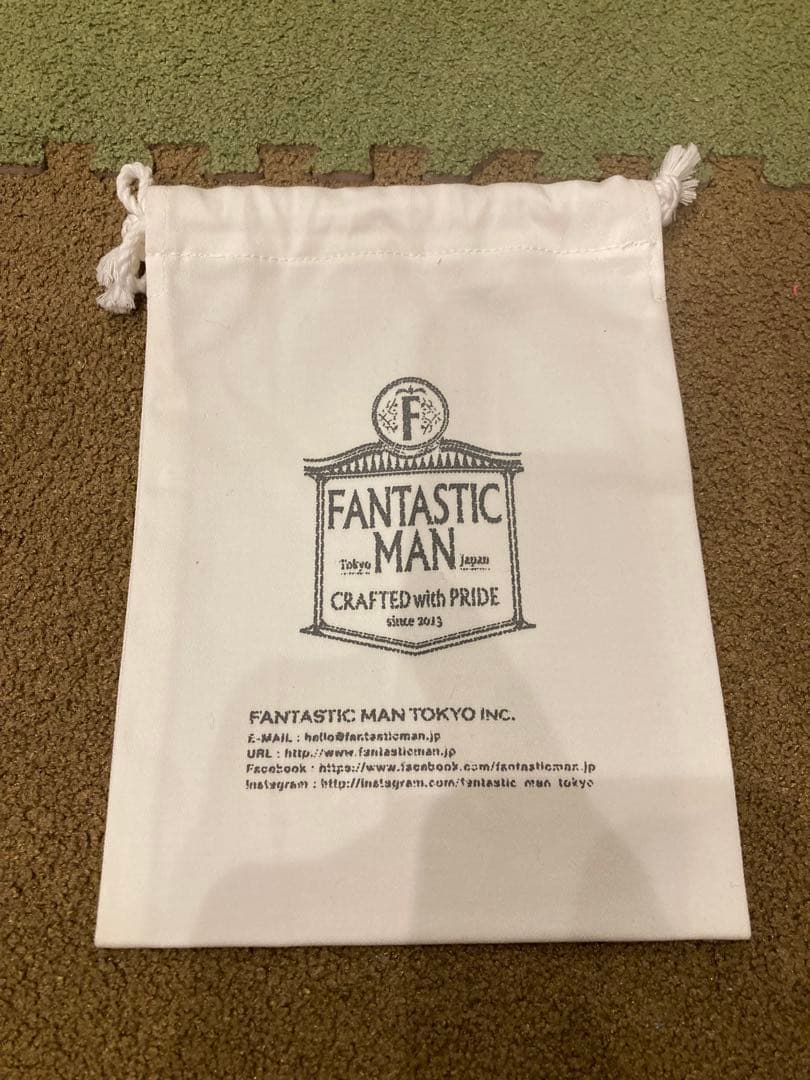 F
FANTASTIC
Tokyo MAN Japan
CRAFTED with PRIDE
since 2013
FANTASTIC MAN TOKYO INC.
E-MAIL : hello@fantasticman.jp
URL : http://www.fantasticman.jp
Facebook : https://www.facebook.com/fantasticman.jp
Instagram : http://instagram.com/fantastic_man_tokyo